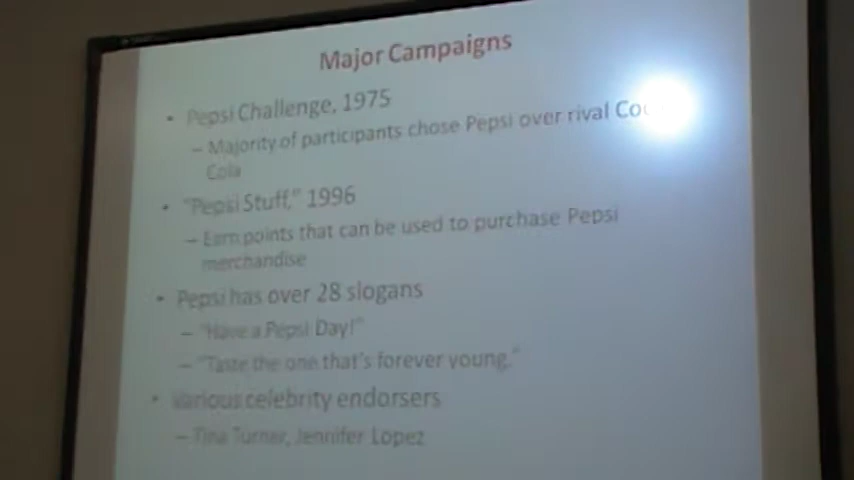 Major Campaigns
• Pepsi Challenge, 1975
– Majority of participants chose Pepsi over rival Co
Cola
• "Pepsi Stuff," 1996
– Earn points that can be used to purchase Pepsi
merchandise
• Pepsi has over 28 slogans
– "Have a Pepsi Day!"
– "Taste the one that's forever young."
• Various celebrity endorsers
– Tina Turner, Jennifer Lopez